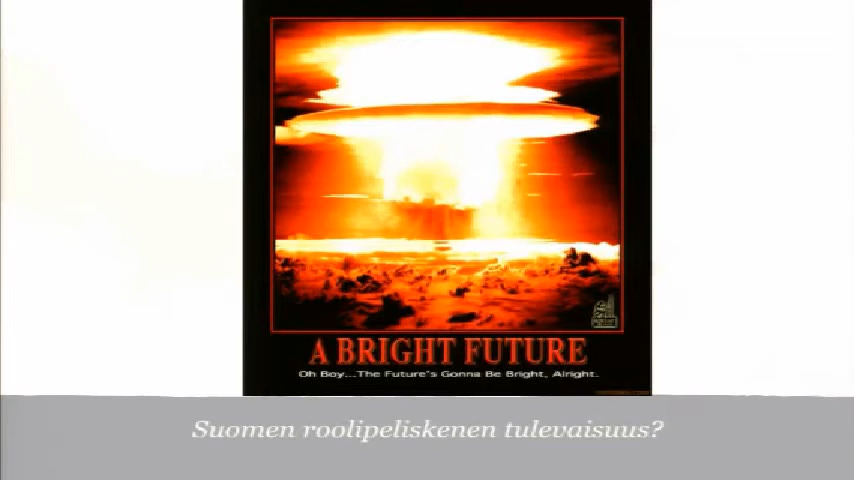 A BRIGHT FUTURE
Oh Boy...The Future's Gonna Be Bright, Alright.
Suomen roolipeliskenen tulevaisuus?